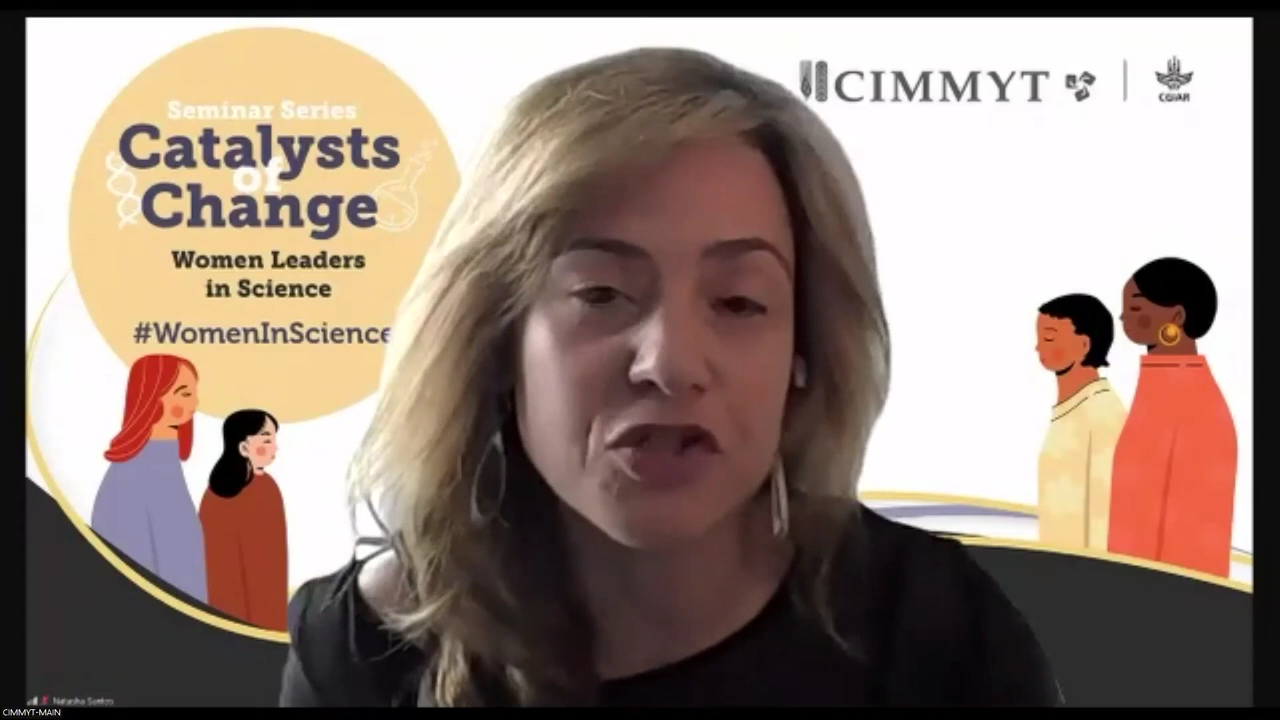 Seminar Series
Catalysts
of
Change
Women Leaders
in Science
#WomenInScience
CIMMYT
CGIAR
Natasha Santos
CIMMYT-MAIN